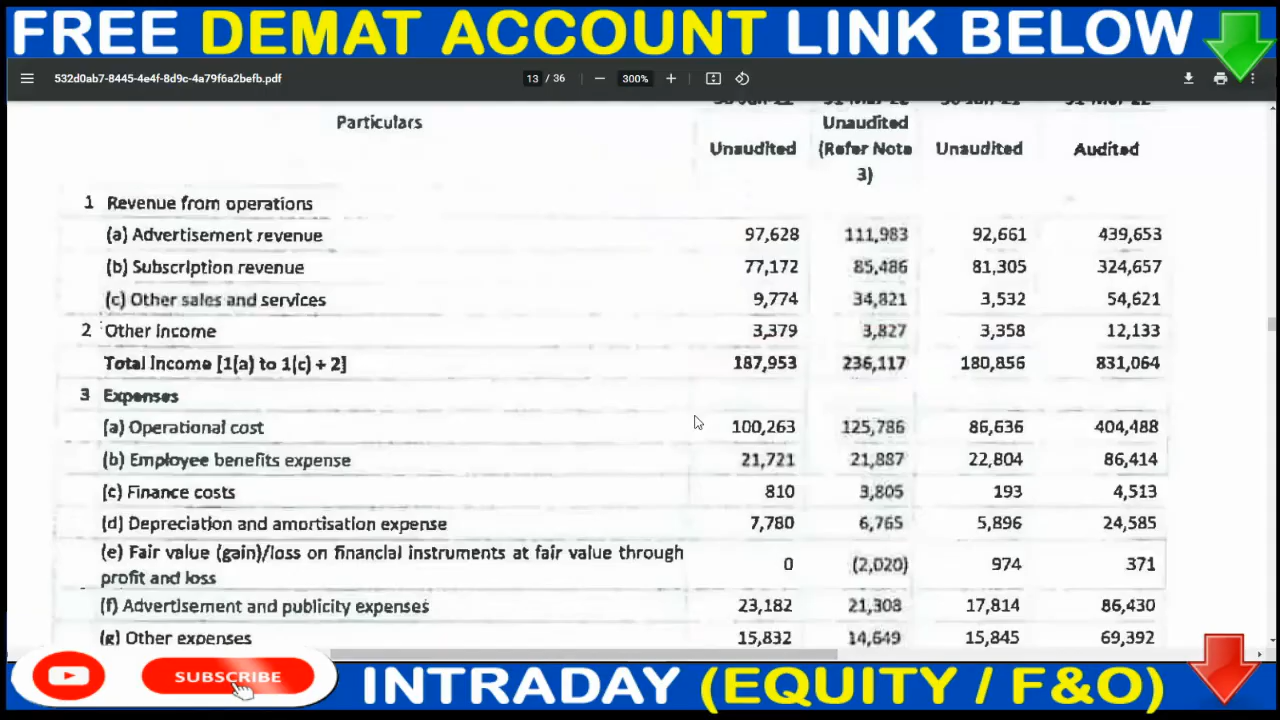 FREE DEMAT ACCOUNT LINK BELOW
532d0ab7-8445-4e4f-8d9c-4a79f6a2befb.pdf 13 / 36 300%
Particulars
Unaudited Unaudited (Refer Note 3) Unaudited Audited
1 Revenue from operations
(a) Advertisement revenue 97,628 111,983 92,661 439,653
(b) Subscription revenue 77,172 85,486 81,305 324,657
(c) Other sales and services 9,774 34,821 3,532 54,621
2 Other income 3,379 3,827 3,358 12,133
Total income [1(a) to 1(c) + 2] 187,953 236,117 180,856 831,064
3 Expenses
(a) Operational cost 100,263 125,786 86,636 404,488
(b) Employee benefits expense 21,721 21,887 22,804 86,414
(c) Finance costs 810 3,805 193 4,513
(d) Depreciation and amortisation expense 7,780 6,765 5,896 24,585
(e) Fair value (gain)/loss on financial instruments at fair value through
profit and loss 0 (2,020) 974 371
(f) Advertisement and publicity expenses 23,182 21,308 17,814 86,430
(g) Other expenses 15,832 14,649 15,845 69,392
SUBSCRIBE
INTRADAY (EQUITY / F&O)